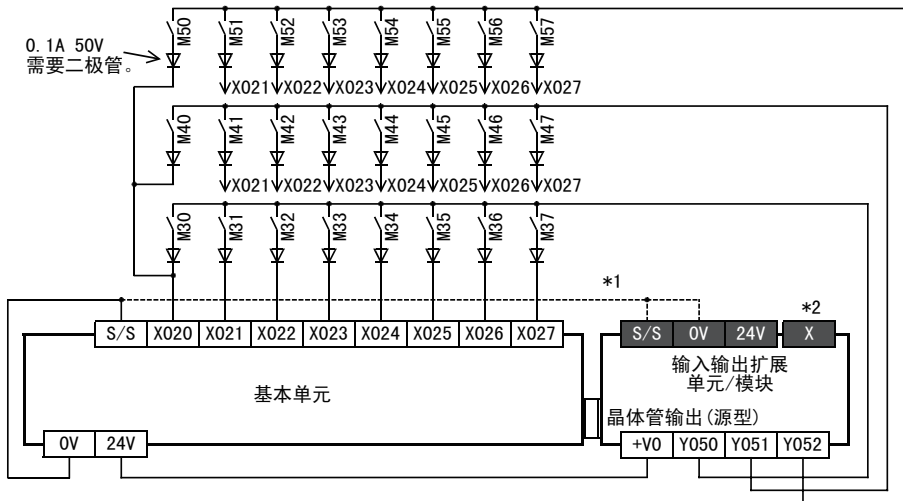 M50 M51 M52 M53 M54 M55 M56 M57
0.1A 50V
需要二极管。
X021 X022 X023 X024 X025 X026 X027
M40 M41 M42 M43 M44 M45 M46 M47
X021 X022 X023 X024 X025 X026 X027
M30 M31 M32 M33 M34 M35 M36 M37
*1
*2
S/S X020 X021 X022 X023 X024 X025 X026 X027
S/S 0V 24V X
输入输出扩展
单元/模块
基本单元
晶体管输出(源型)
0V 24V
+V0 Y050 Y051 Y052